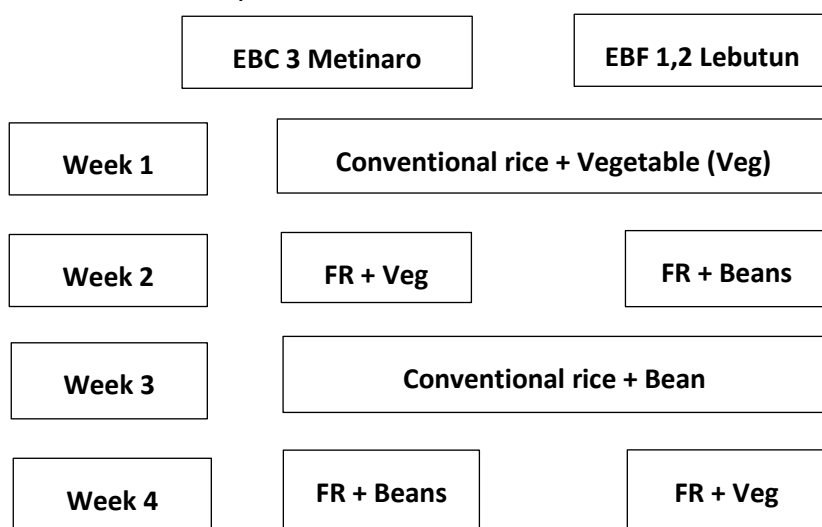 EBC 3 Metinaro
EBF 1,2 Lebutun
Week 1
Conventional rice + Vegetable (Veg)
Week 2
FR + Veg
FR + Beans
Week 3
Conventional rice + Bean
Week 4
FR + Beans
FR + Veg